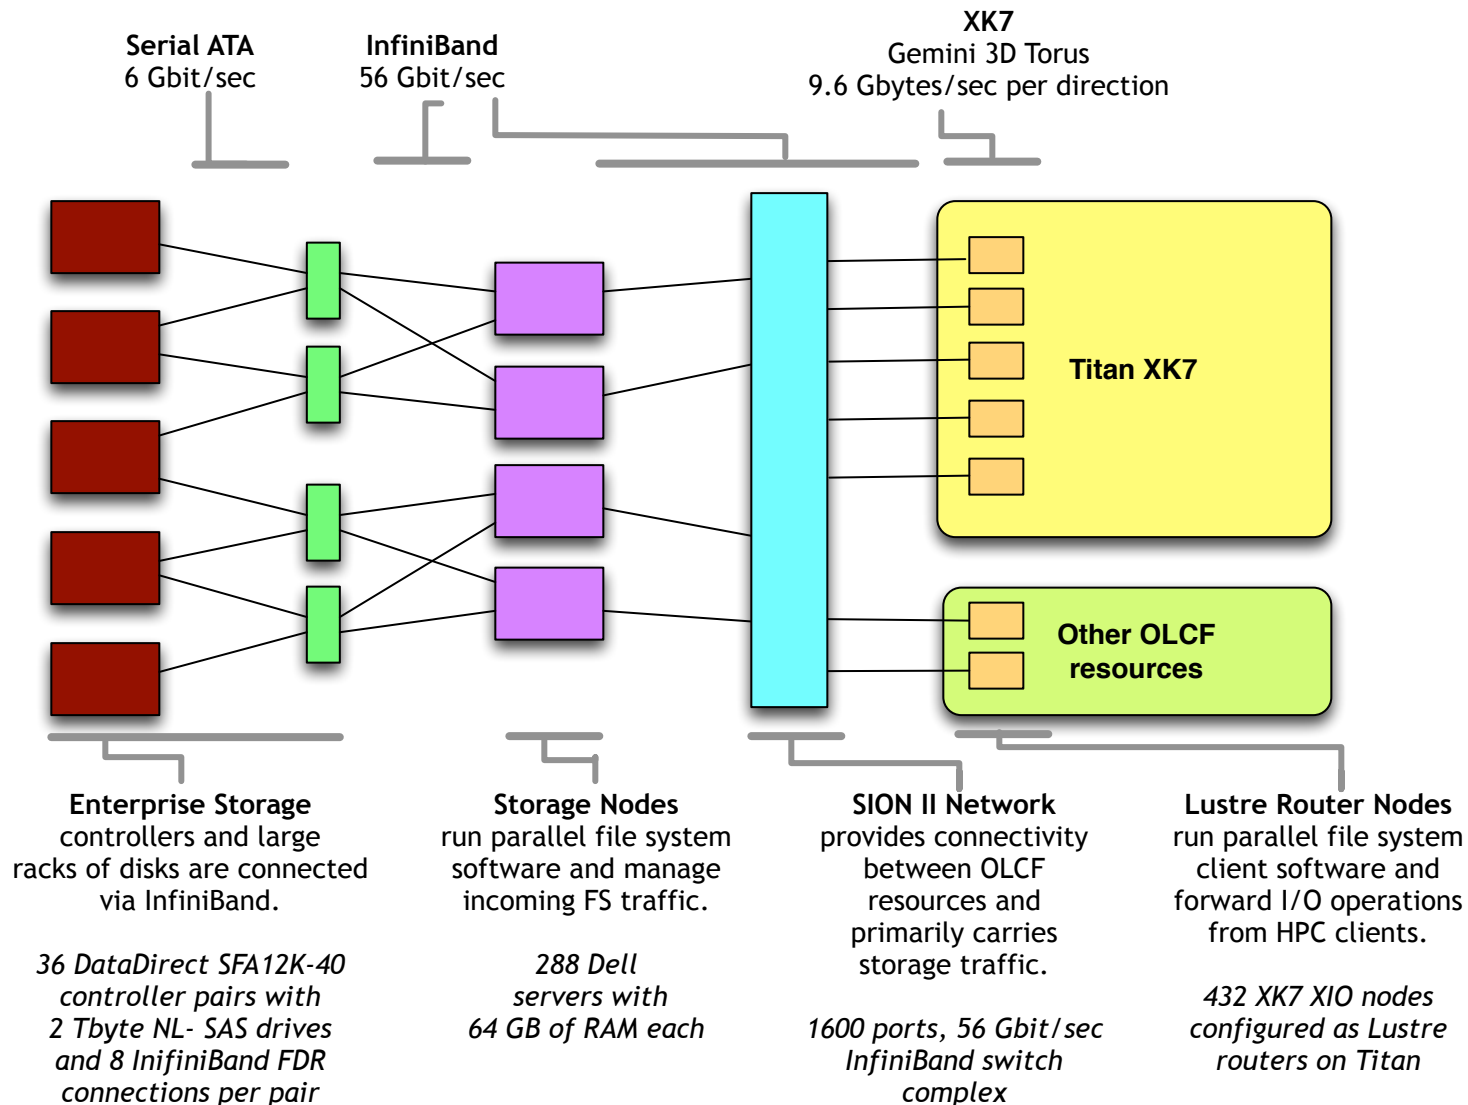 Serial ATA
6 Gbit/sec
InfiniBand
56 Gbit/sec
XK7
Gemini 3D Torus
9.6 Gbytes/sec per direction
Titan XK7
Other OLCF
resources
Enterprise Storage
controllers and large
racks of disks are connected
via InfiniBand.
36 DataDirect SFA12K-40
controller pairs with
2 Tbyte NL- SAS drives
and 8 InifiniBand FDR
connections per pair
Storage Nodes
run parallel file system
software and manage
incoming FS traffic.
288 Dell
servers with
64 GB of RAM each
SION II Network
provides connectivity
between OLCF
resources and
primarily carries
storage traffic.
1600 ports, 56 Gbit/sec
InfiniBand switch
complex
Lustre Router Nodes
run parallel file system
client software and
forward I/O operations
from HPC clients.
432 XK7 XIO nodes
configured as Lustre
routers on Titan